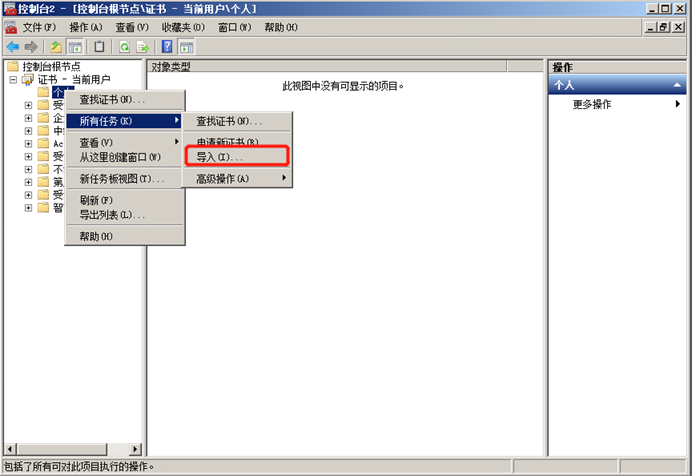 控制台2 - [控制台根节点\证书 - 当前用户\个人]
文件(F) 操作(A) 查看(V) 收藏夹(O) 窗口(W) 帮助(H)
控制台根节点
证书 - 当前用户
个人
受
企
中
Ac
受
不
第
受
智
对象类型
此视图中没有可显示的项目。
操作
个人
更多操作
查找证书(N)...
所有任务(K)
查看(V)
从这里创建窗口(W)
新任务板视图(T)...
刷新(F)
导出列表(L)...
帮助(H)
查找证书(N)...
申请新证书(R)
导入(I)...
高级操作(A)
包括了所有可对此项目执行的操作。